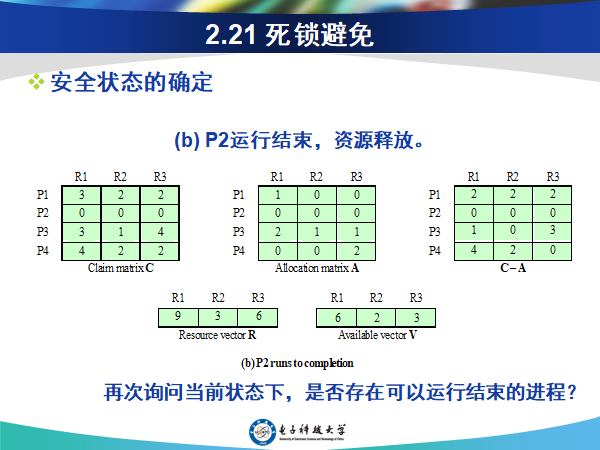 2.21 死锁避免
安全状态的确定
(b) P2运行结束，资源释放。
R1 R2 R3 R1 R2 R3 R1 R2 R3
P1 3 2 2 P1 1 0 0 P1 2 2 2
P2 0 0 0 P2 0 0 0 P2 0 0 0
P3 3 1 4 P3 2 1 1 P3 1 0 3
P4 4 2 2 P4 0 0 2 P4 4 2 0
Claim matrix C Allocation matrix A C – A
R1 R2 R3 R1 R2 R3
9 3 6 6 2 3
Resource vector R Available vector V
(b) P2 runs to completion
再次询问当前状态下，是否存在可以运行结束的进程？
电子科技大学
University of Electronic Science and Technology of China